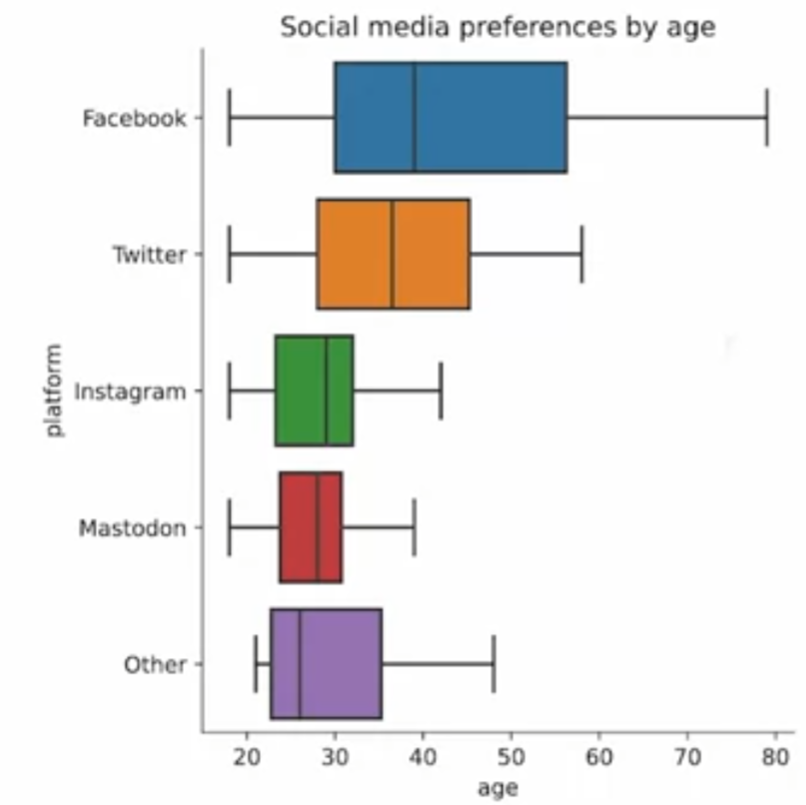 Social media preferences by age
Facebook
Twitter
Instagram
Mastodon
Other
platform
20 30 40 50 60 70 80
age